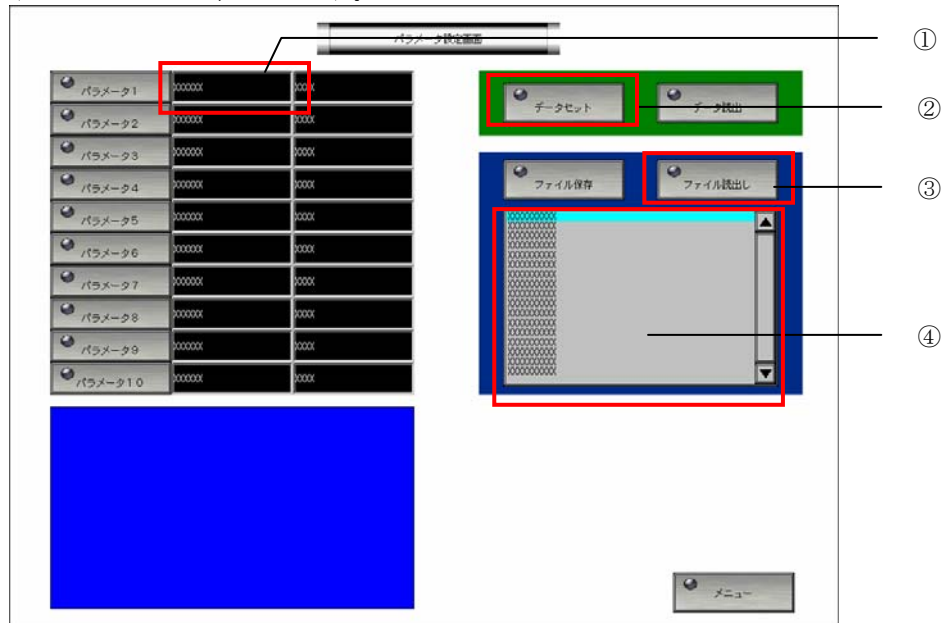 パラメータ設定画面
①
パラメータ1 XXXXXX XXXX
データセット
データ読出
②
パラメータ2 XXXXXX XXXX
パラメータ3 XXXXXX XXXX
ファイル保存
ファイル読出し
③
パラメータ4 XXXXXX XXXX
パラメータ5 XXXXXX XXXX
パラメータ6 XXXXXX XXXX
パラメータ7 XXXXXX XXXX
パラメータ8 XXXXXX XXXX
④
パラメータ9 XXXXXX XXXX
パラメータ10 XXXXXX XXXX
メニュー